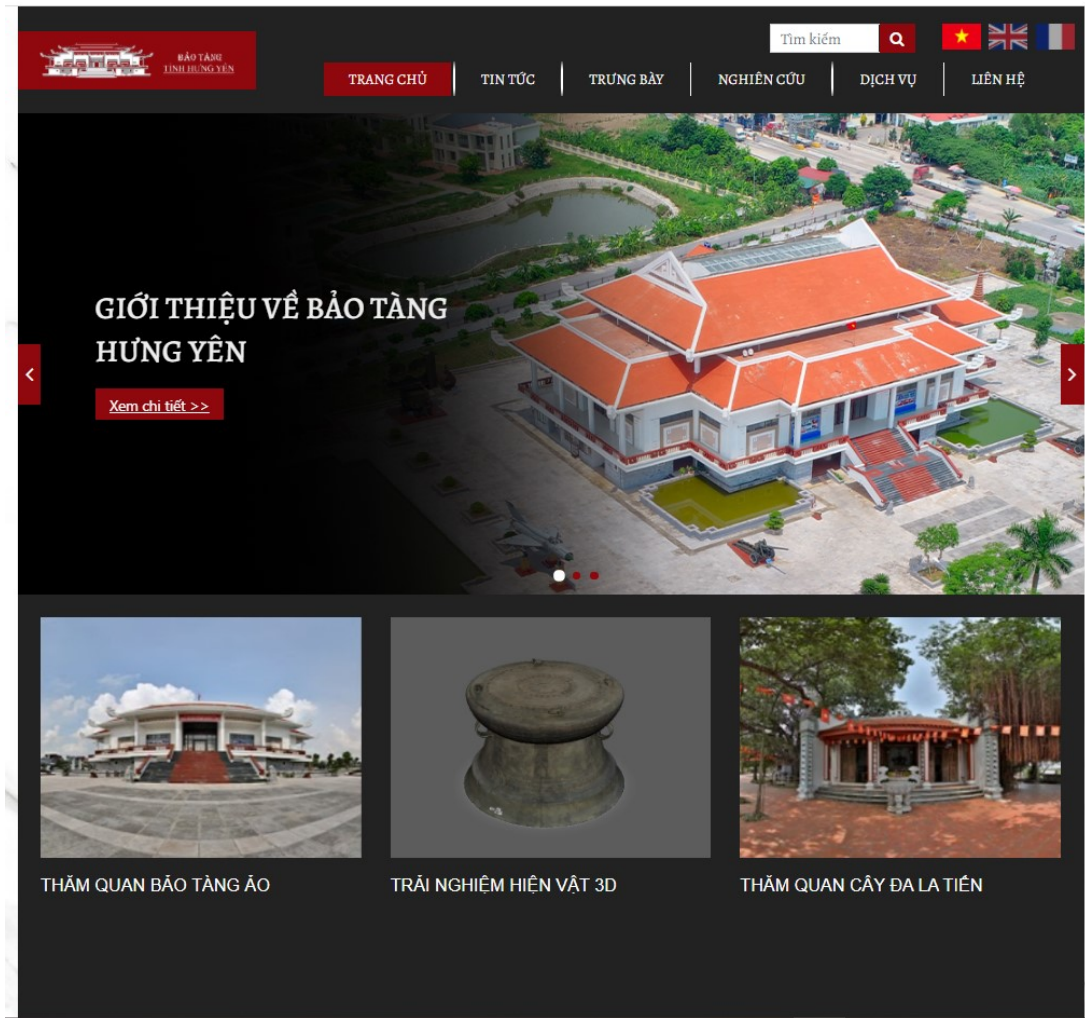 Tìm kiếm
BẢO TÀNG
TỈNH HƯNG YÊN
TRANG CHỦ
TIN TỨC
TRƯNG BÀY
NGHIÊN CỨU
DỊCH VỤ
LIÊN HỆ
GIỚI THIỆU VỀ BẢO TÀNG
HƯNG YÊN
Xem chi tiết >>
THĂM QUAN BẢO TÀNG ẢO
TRẢI NGHIỆM HIỆN VẬT 3D
THĂM QUAN CÂY ĐA LA TIẾN